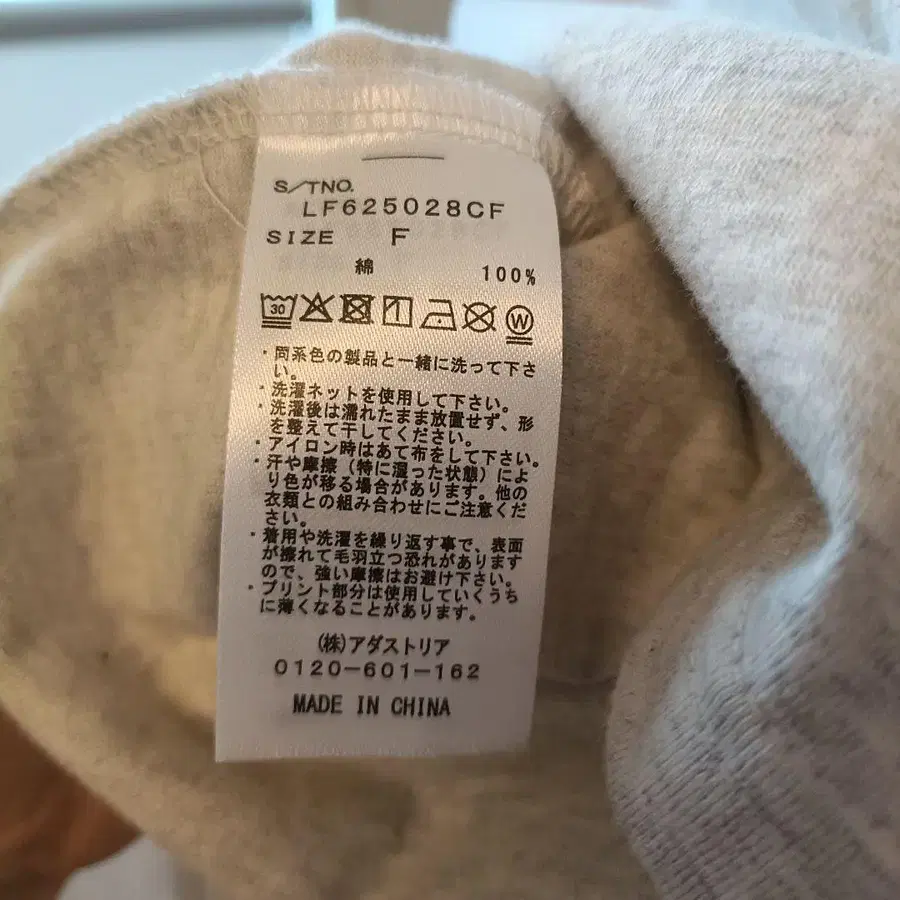 S/TNO.
LF625028CF
SIZE F
綿 100%
30
W
・同系色の製品と一緒に洗って下さ
い。
・洗濯ネットを使用して下さい。
・洗濯後は濡れたまま放置せず、形
を整えて干してください。
・アイロン時はあて布をして下さい。
・汗や摩擦（特に湿った状態）によ
り色が移る場合があります。他の
衣類との組み合わせにご注意くだ
さい。
・着用や洗濯を繰り返す事で、表面
が擦れて毛羽立つ恐れがあります
ので、強い摩擦はお避け下さい。
・プリント部分は使用していくうち
に薄くなることがあります。
(株)アダストリア
0120-601-162
MADE IN CHINA